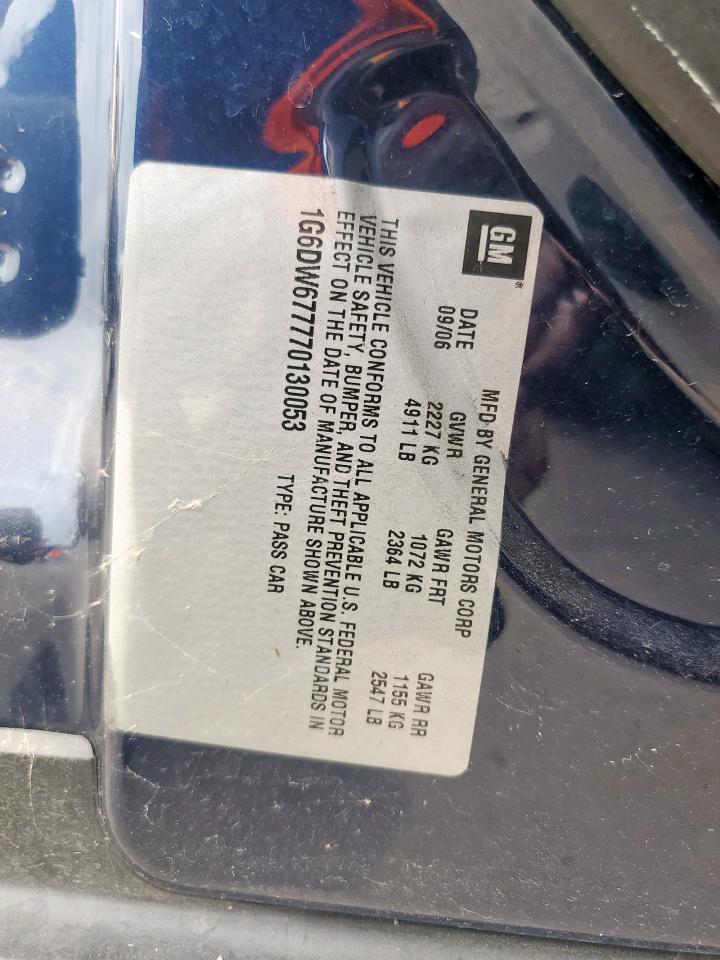 GM®
MFD BY GENERAL MOTORS CORP
DATE GVWR GAWR FRT GAWR RR
09/06 2227 KG 1072 KG 1155 KG
4911 LB 2364 LB 2547 LB
THIS VEHICLE CONFORMS TO ALL APPLICABLE U.S. FEDERAL MOTOR
VEHICLE SAFETY, BUMPER, AND THEFT PREVENTION STANDARDS IN
EFFECT ON THE DATE OF MANUFACTURE SHOWN ABOVE.
1G6DW677770130053 TYPE: PASS CAR